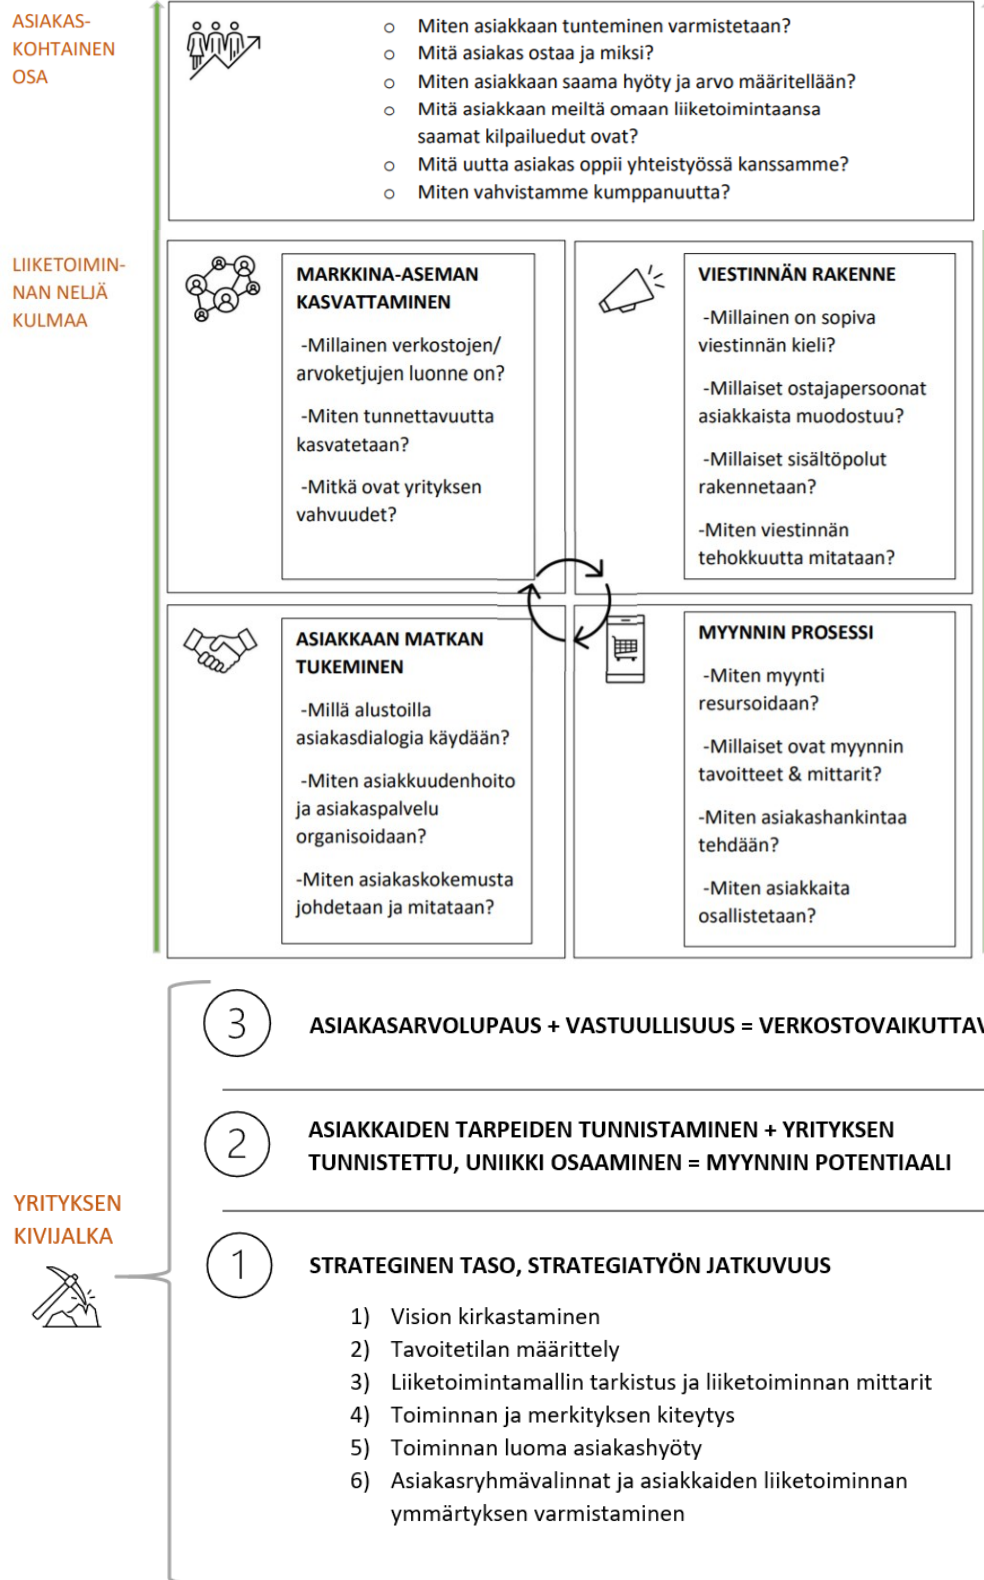 ASIAKAS-
KOHTAINEN
OSA
o Miten asiakkaan tunteminen varmistetaan?
o Mitä asiakas ostaa ja miksi?
o Miten asiakkaan saama hyöty ja arvo määritellään?
o Mitä asiakkaan meiltä omaan liiketoimintaansa
saamat kilpailuedut ovat?
o Mitä uutta asiakas oppii yhteistyössä kanssamme?
o Miten vahvistamme kumppanuutta?
LIIKETOIMIN-
NAN NELJÄ
KULMAA
MARKKINA-ASEMAN
KASVATTAMINEN
-Millainen verkostojen/
arvoketjujen luonne on?
-Miten tunnettavuutta
kasvatetaan?
-Mitkä ovat yrityksen
vahvuudet?
VIESTINNÄN RAKENNE
-Millainen on sopiva
viestinnän kieli?
-Millaiset ostajapersoonat
asiakkaista muodostuu?
-Millaiset sisältöpolut
rakennetaan?
-Miten viestinnän
tehokkuutta mitataan?
ASIAKKAAN MATKAN
TUKEMINEN
-Millä alustoilla
asiakasdialogia käydään?
-Miten asiakkuudenhoito
ja asiakaspalvelu
organisoidaan?
-Miten asiakaskokemusta
johdetaan ja mitataan?
MYYNNIN PROSESSI
-Miten myynti
resursoidaan?
-Millaiset ovat myynnin
tavoitteet & mittarit?
-Miten asiakashankintaa
tehdään?
-Miten asiakkaita
osallistetaan?
3 ASIAKASARVOLUPAUS + VASTUULLISUUS = VERKOSTOVAIKUTTAV
2 ASIAKKAIDEN TARPEIDEN TUNNISTAMINEN + YRITYKSEN
TUNNISTETTU, UNIIKKI OSAAMINEN = MYYNNIN POTENTIAALI
YRITYKSEN
KIVIJALKA
1 STRATEGINEN TASO, STRATEGIATYÖN JATKUVUUS
1) Vision kirkastaminen
2) Tavoitetilan määrittely
3) Liiketoimintamallin tarkistus ja liiketoiminnan mittarit
4) Toiminnan ja merkityksen kiteytys
5) Toiminnan luoma asiakashyöty
6) Asiakasryhmävalinnat ja asiakkaiden liiketoiminnan
ymmärtyksen varmistaminen